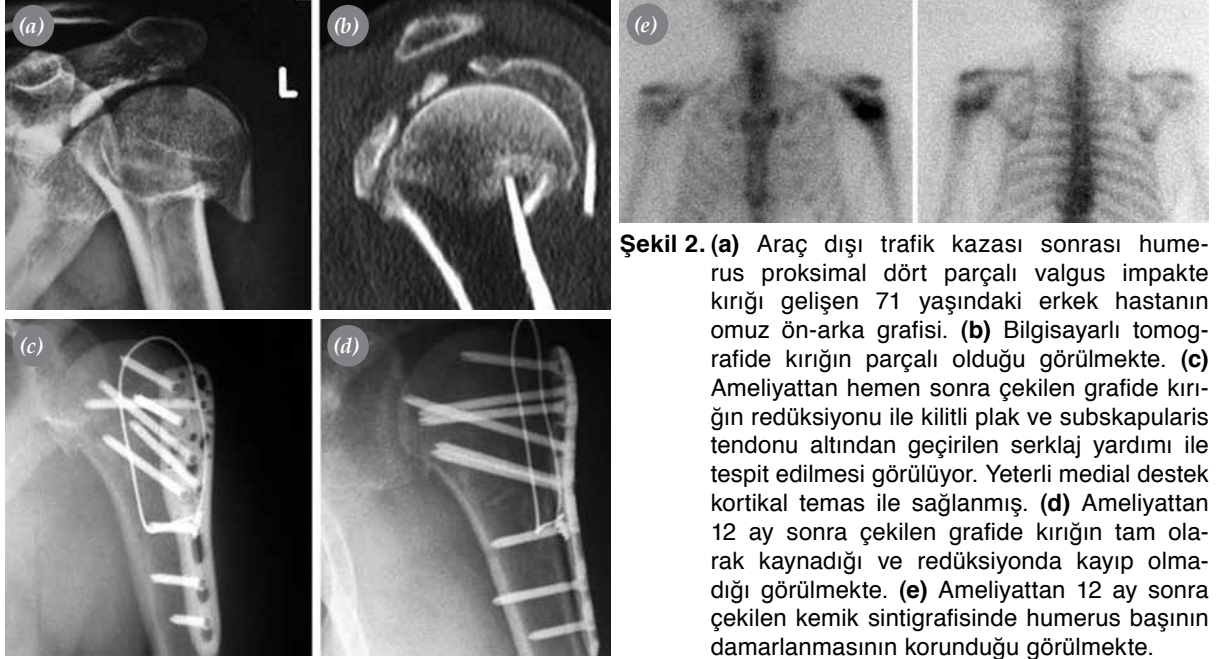 (a)
L
(b)
(e)
(c)
(d)
Şekil 2. (a) Araç dışı trafik kazası sonrası hume-
rus proksimal dört parçalı valgus impakte
kırığı gelişen 71 yaşındaki erkek hastanın
omuz ön-arka grafisi. (b) Bilgisayarlı tomog-
rafide kırığın parçalı olduğu görülmekte. (c)
Ameliyattan hemen sonra çekilen grafide kırı-
ğın redüksiyonu ile kilitli plak ve subskapularis
tendonu altından geçirilen serklaj yardımı ile
tespit edilmesi görülüyor. Yeterli medial destek
kortikal temas ile sağlanmış. (d) Ameliyattan
12 ay sonra çekilen grafide kırığın tam ola-
rak kaynadığı ve redüksiyonda kayıp olma-
dığı görülmekte. (e) Ameliyattan 12 ay sonra
çekilen kemik sintigrafisinde humerus başının
damarlanmasının korunduğu görülmekte.